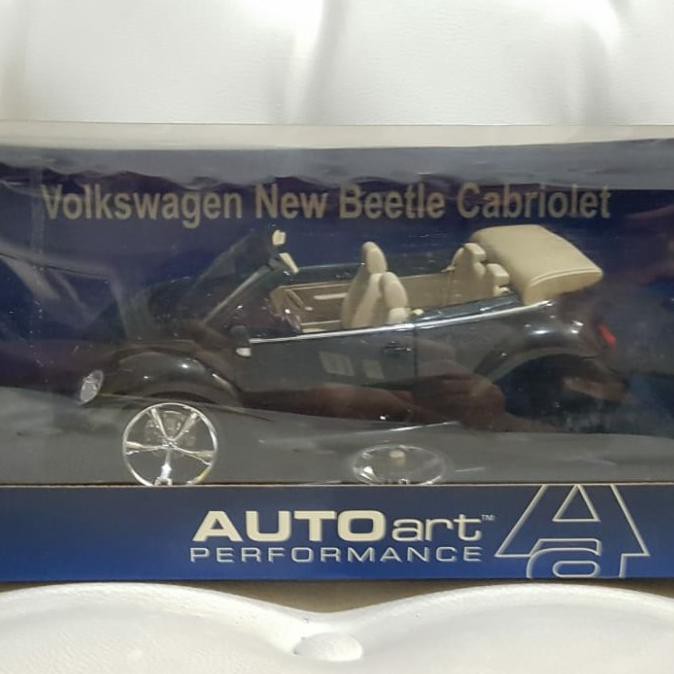 Volkswagen New Beetle Cabriolet
AUTOart™
PERFORMANCE